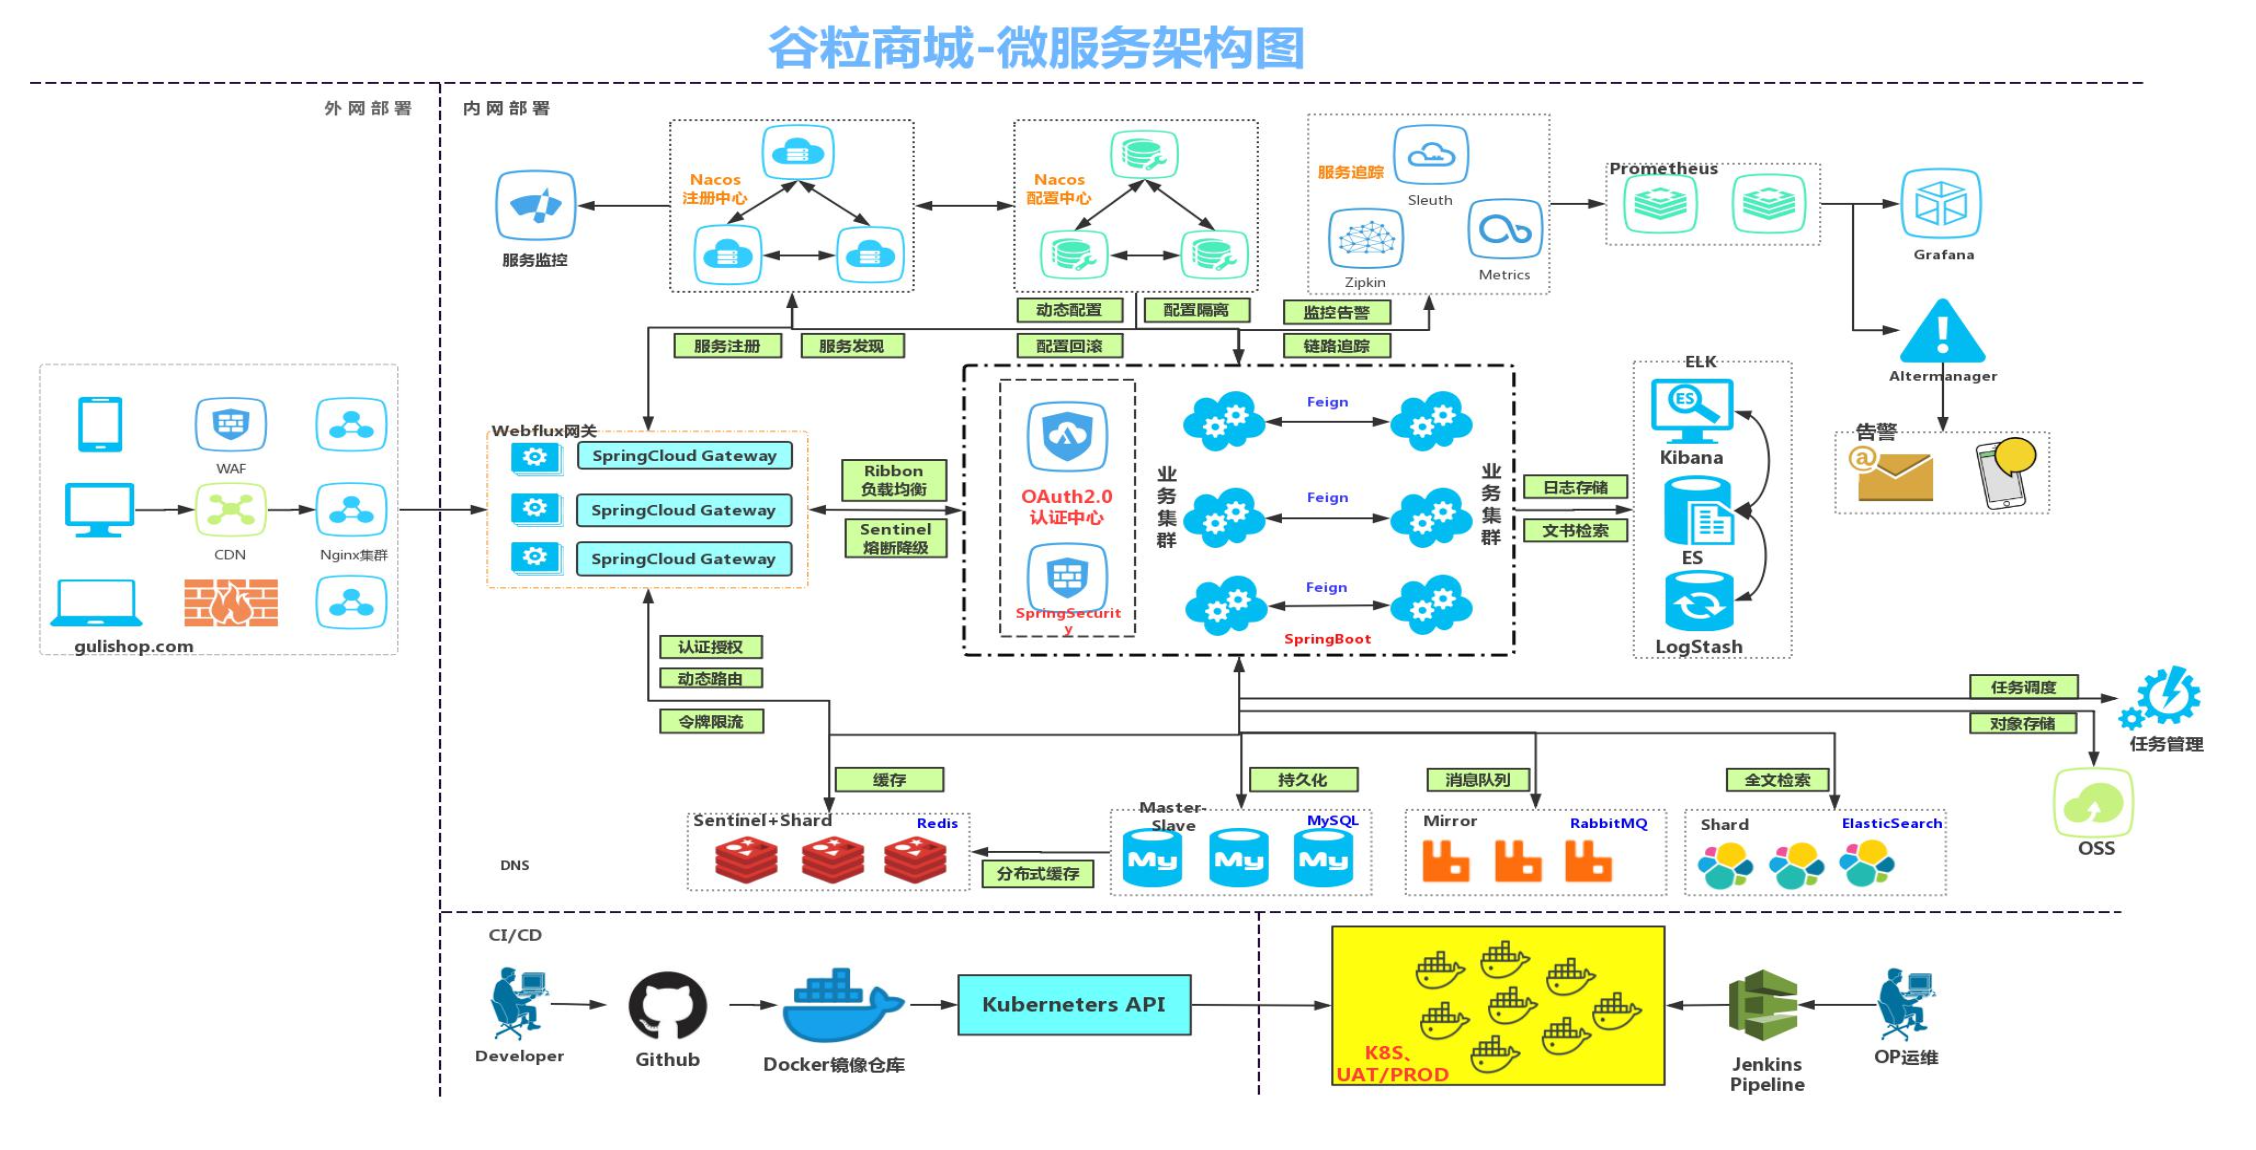 谷粒商城-微服务架构图
外网部署
内网部署
Nacos
注册中心
Nacos
配置中心
服务追踪
Sleuth
Zipkin
Metrics
Prometheus
Grafana
服务监控
动态配置
配置隔离
监控告警
服务注册
服务发现
配置回滚
链路追踪
Altermanager
告警
@
WAF
CDN
Nginx集群
gulishop.com
Webflux网关
SpringCloud Gateway
SpringCloud Gateway
SpringCloud Gateway
Ribbon
负载均衡
Sentinel
熔断降级
OAuth2.0
认证中心
SpringSecurit
y
业务集群
Feign
Feign
Feign
业务集群
SpringBoot
日志存储
文书检索
ELK
ES
Kibana
ES
LogStash
认证授权
动态路由
令牌限流
任务调度
对象存储
任务管理
OSS
缓存
持久化
消息队列
全文检索
Sentinel+Shard
Redis
Master-
Slave
MySQL
My
My
My
Mirror
RabbitMQ
Shard
ElasticSearch
分布式缓存
DNS
CI/CD
Developer
Github
Docker镜像仓库
Kuberneters API
K8S、
UAT/PROD
Jenkins
Pipeline
OP运维